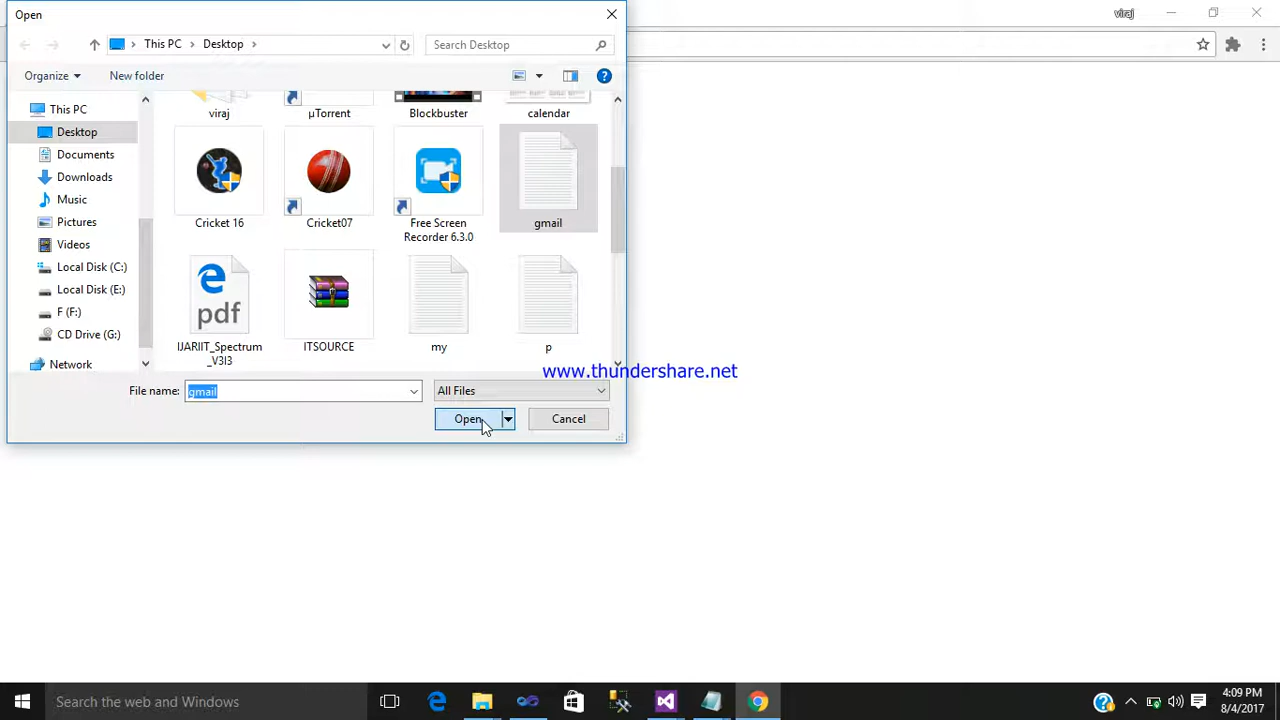 Open
viraj
This PC
Desktop
Search Desktop
Organize
New folder
This PC
Desktop
Documents
Downloads
Music
Pictures
Videos
Local Disk (C:)
Local Disk (E:)
F (F:)
CD Drive (G:)
Network
viraj
µTorrent
Blockbuster
calendar
Cricket 16
Cricket07
Free Screen
Recorder 6.3.0
gmail
pdf
IJARIIT_Spectrum
_V3I3
ITSOURCE
my
p
www.thundershare.net
File name:
gmail
All Files
Open
Cancel
Search the web and Windows
4:09 PM
8/4/2017